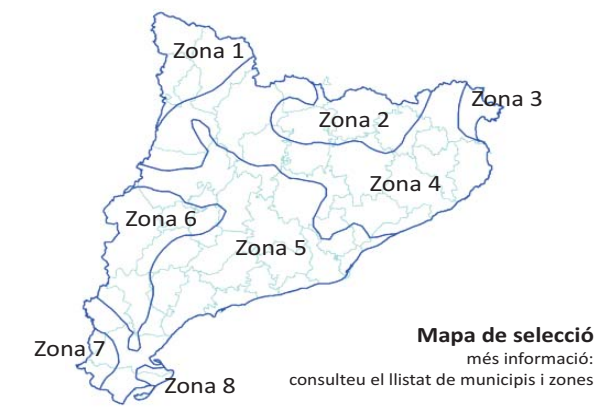 Zona 1
Zona 3
Zona 2
Zona 4
Zona 6
Zona 5
Mapa de selecció
Zona 7
més informació:
consulteu el llistat de municipis i zones
Zona 8